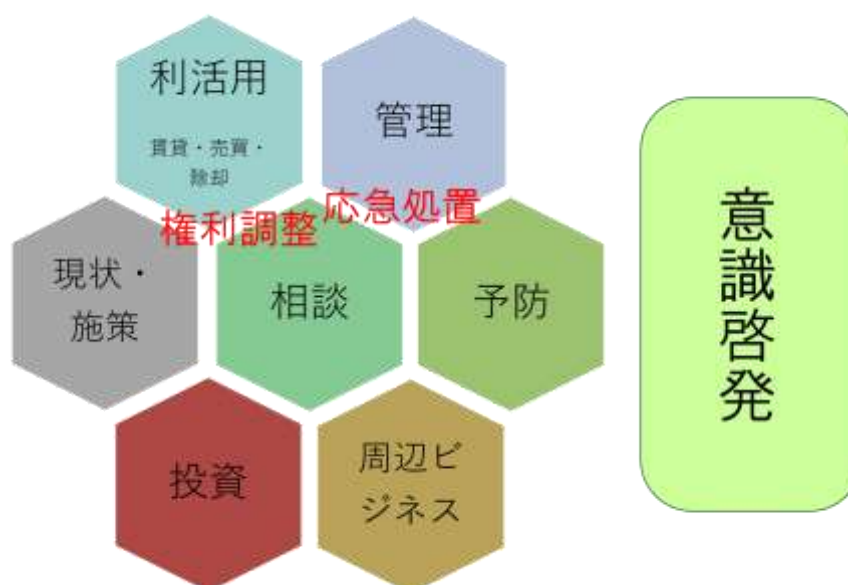 利活用
賃貸・売買・
除却
管理
権利調整
応急処置
現状・
施策
相談
予防
投資
周辺ビ
ジネス
意識啓発